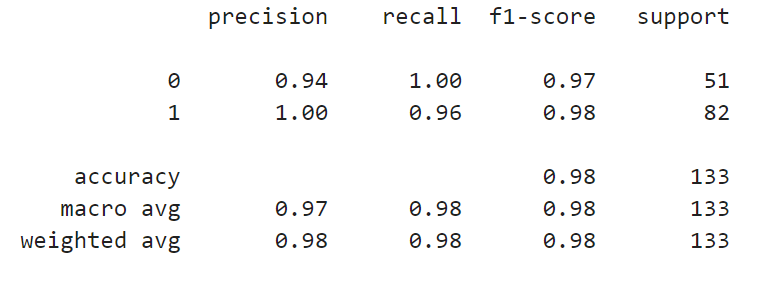 precision recall f1-score support
0 0.94 1.00 0.97 51
1 1.00 0.96 0.98 82
accuracy 0.98 133
macro avg 0.97 0.98 0.98 133
weighted avg 0.98 0.98 0.98 133